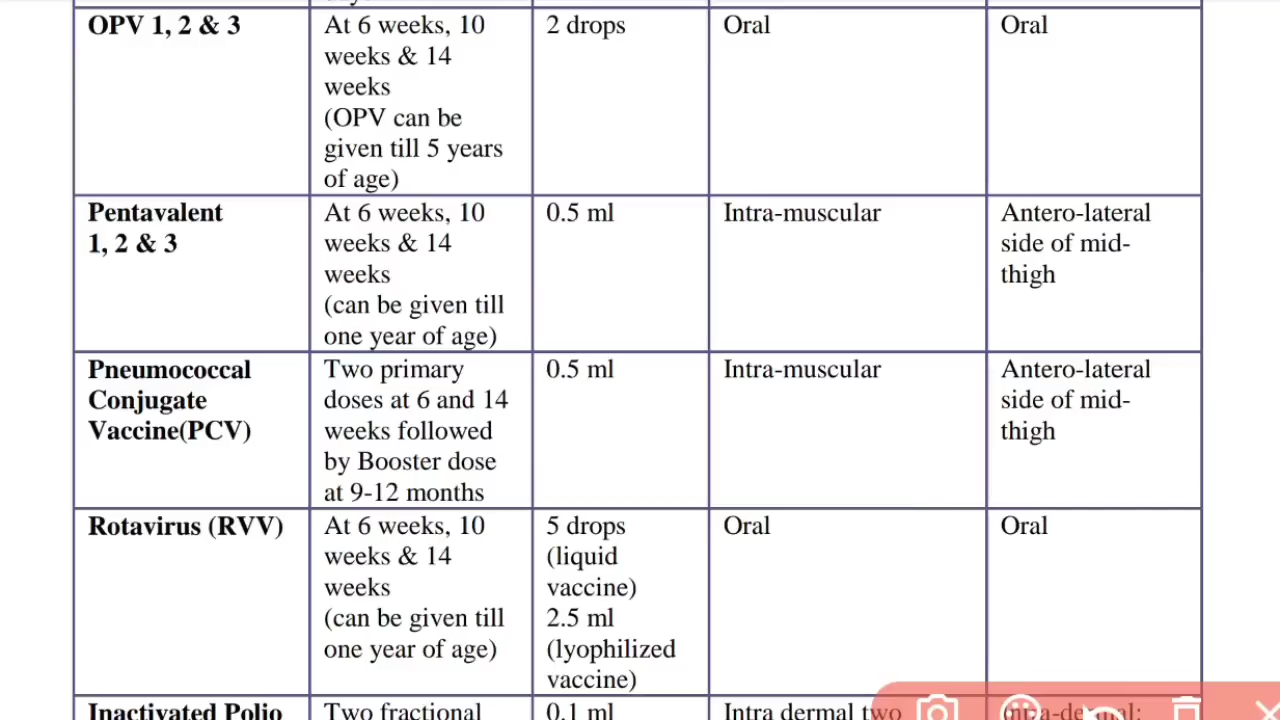 OPV 1, 2 & 3
At 6 weeks, 10
weeks & 14
weeks
(OPV can be
given till 5 years
of age)
2 drops
Oral
Oral
Pentavalent
1, 2 & 3
At 6 weeks, 10
weeks & 14
weeks
(can be given till
one year of age)
0.5 ml
Intra-muscular
Antero-lateral
side of mid-
thigh
Pneumococcal
Conjugate
Vaccine(PCV)
Two primary
doses at 6 and 14
weeks followed
by Booster dose
at 9-12 months
0.5 ml
Intra-muscular
Antero-lateral
side of mid-
thigh
Rotavirus (RVV)
At 6 weeks, 10
weeks & 14
weeks
(can be given till
one year of age)
5 drops
(liquid
vaccine)
2.5 ml
(lyophilized
vaccine)
Oral
Oral
Inactivated Polio
Two fractional
0.1 ml
Intra dermal two